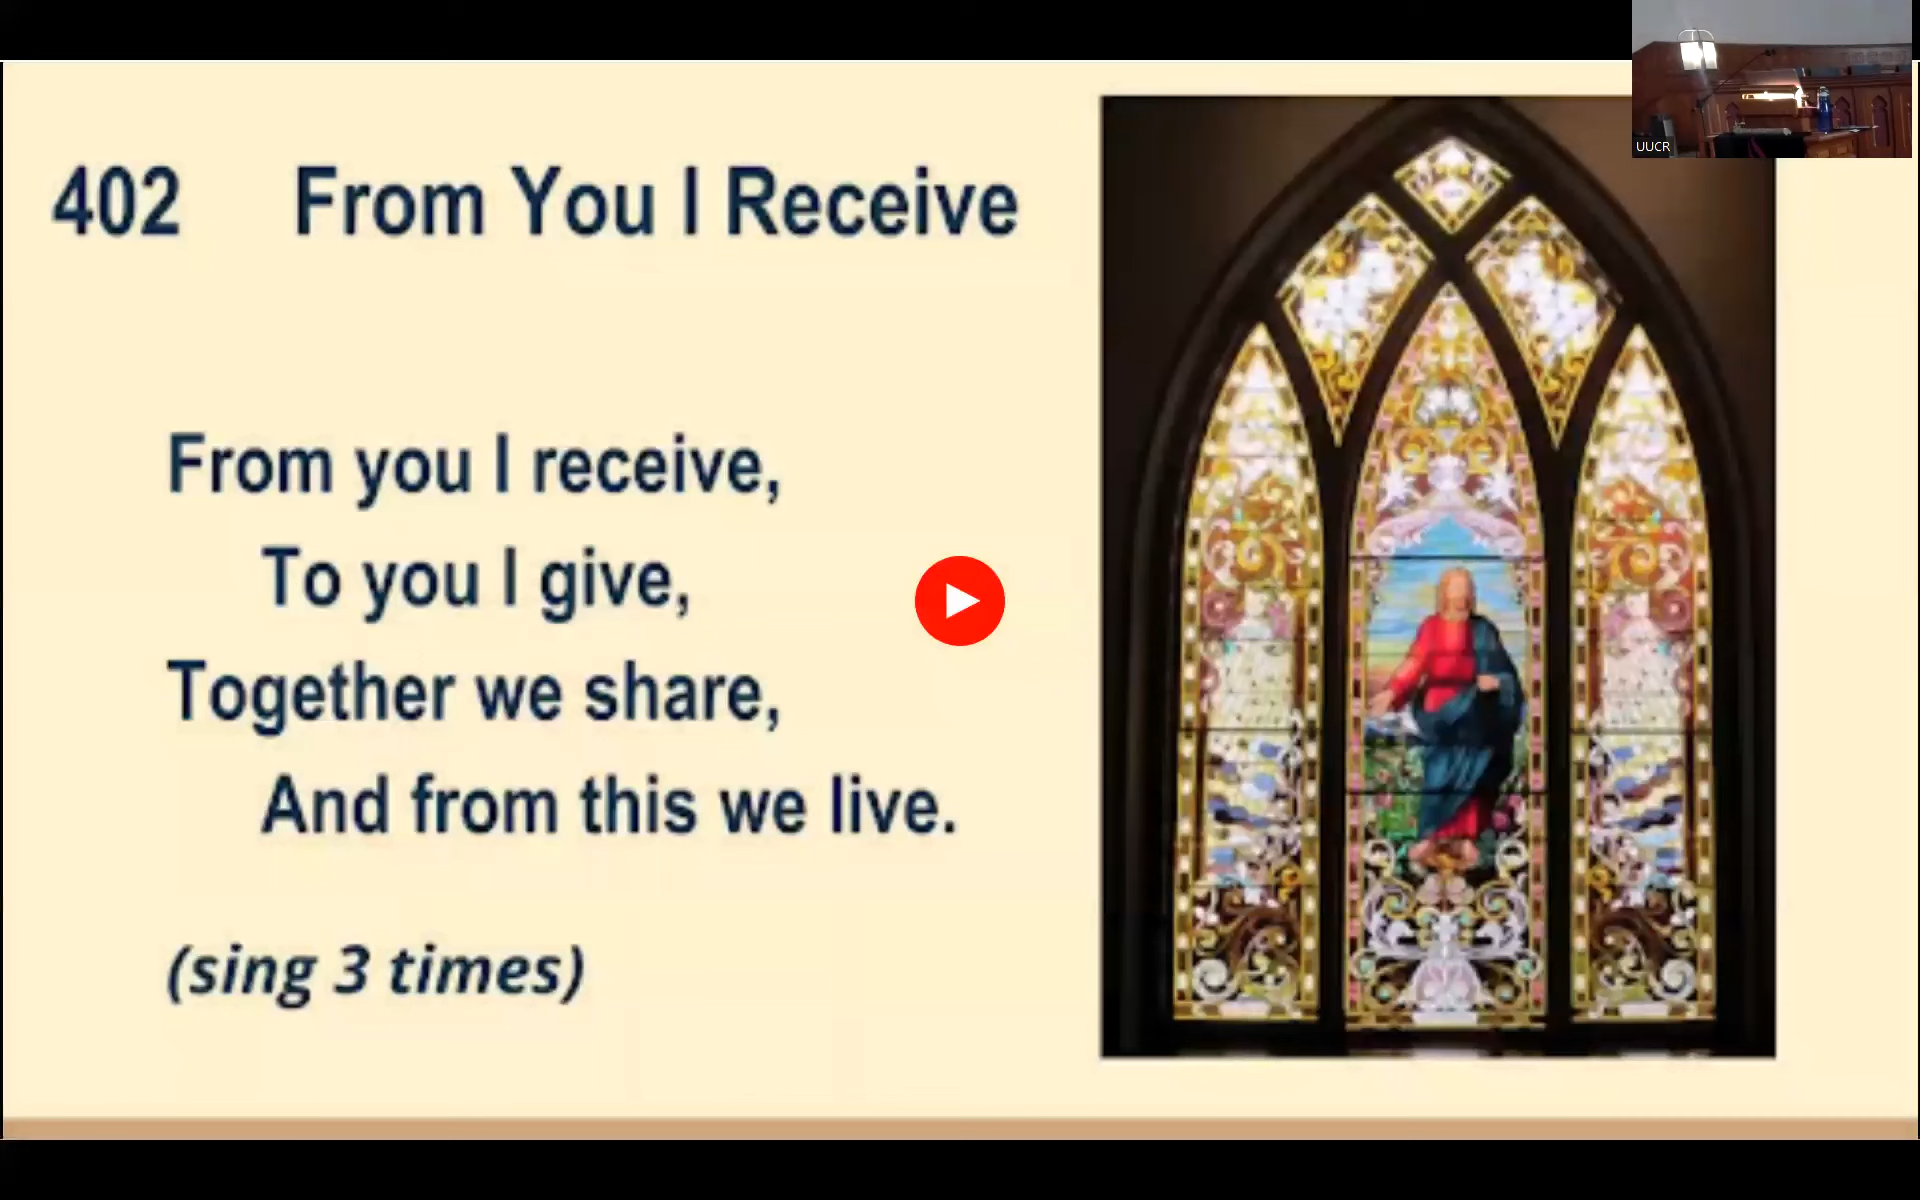 402 From You I Receive
From you I receive,
To you I give,
Together we share,
And from this we live.
(sing 3 times)
UUCR